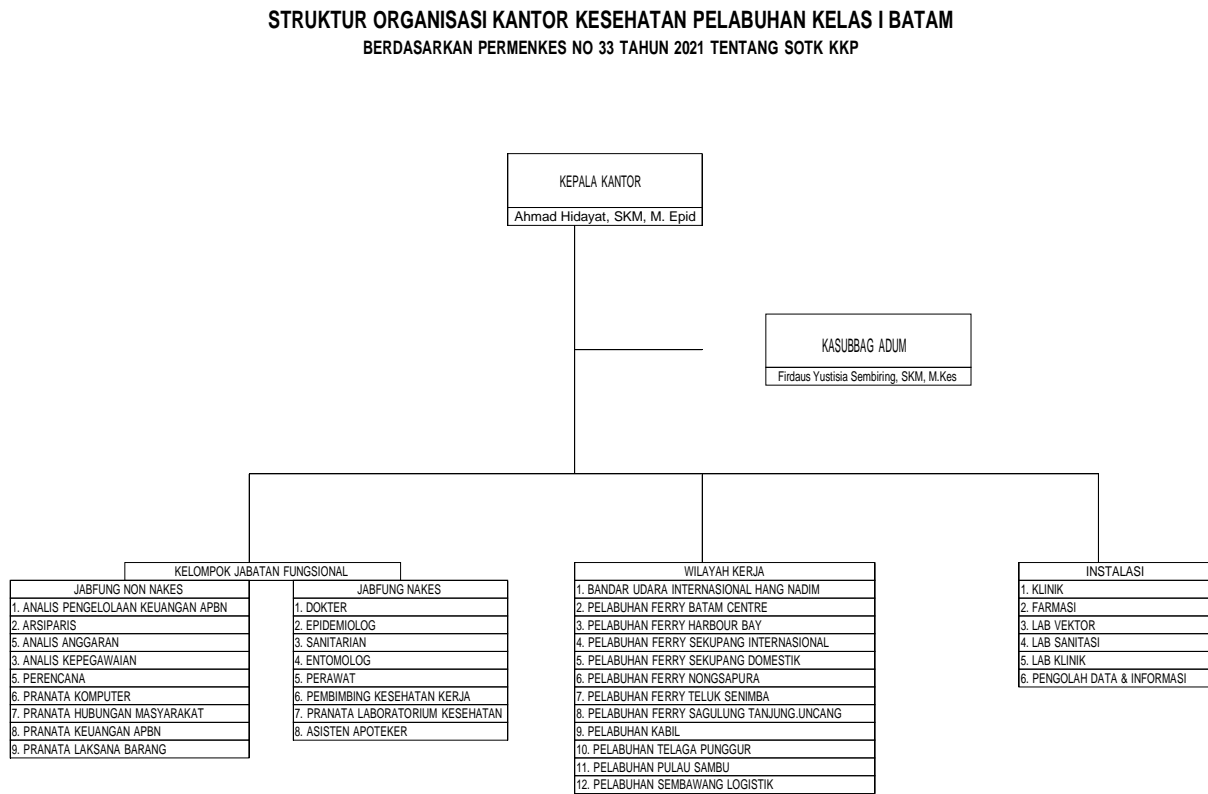 STRUKTUR ORGANISASI KANTOR KESEHATAN PELABUHAN KELAS I BATAM
BERDASARKAN PERMENKES NO 33 TAHUN 2021 TENTANG SOTK KKP
KEPALA KANTOR
Ahmad Hidayat, SKM, M. Epid
KASUBBAG ADUM
Firdaus Yustisia Sembiring, SKM, M.Kes
KELOMPOK JABATAN FUNGSIONAL
JABFUNG NON NAKES
1. ANALIS PENGELOLAAN KEUANGAN APBN
2. ARSIPARIS
5. ANALIS ANGGARAN
3. ANALIS KEPEGAWAIAN
5. PERENCANA
6. PRANATA KOMPUTER
7. PRANATA HUBUNGAN MASYARAKAT
8. PRANATA KEUANGAN APBN
9. PRANATA LAKSANA BARANG
JABFUNG NAKES
1. DOKTER
2. EPIDEMIOLOG
3. SANITARIAN
4. ENTOMOLOG
5. PERAWAT
6. PEMBIMBING KESEHATAN KERJA
7. PRANATA LABORATORIUM KESEHATAN
8. ASISTEN APOTEKER
WILAYAH KERJA
1. BANDAR UDARA INTERNASIONAL HANG NADIM
2. PELABUHAN FERRY BATAM CENTRE
3. PELABUHAN FERRY HARBOUR BAY
4. PELABUHAN FERRY SEKUPANG INTERNASIONAL
5. PELABUHAN FERRY SEKUPANG DOMESTIK
6. PELABUHAN FERRY NONGSAPURA
7. PELABUHAN FERRY TELUK SENIMBA
8. PELABUHAN FERRY SAGULUNG TANJUNG.UNCANG
9. PELABUHAN KABIL
10. PELABUHAN TELAGA PUNGGUR
11. PELABUHAN PULAU SAMBU
12. PELABUHAN SEMBAWANG LOGISTIK
INSTALASI
1. KLINIK
2. FARMASI
3. LAB VEKTOR
4. LAB SANITASI
5. LAB KLINIK
6. PENGOLAH DATA & INFORMASI